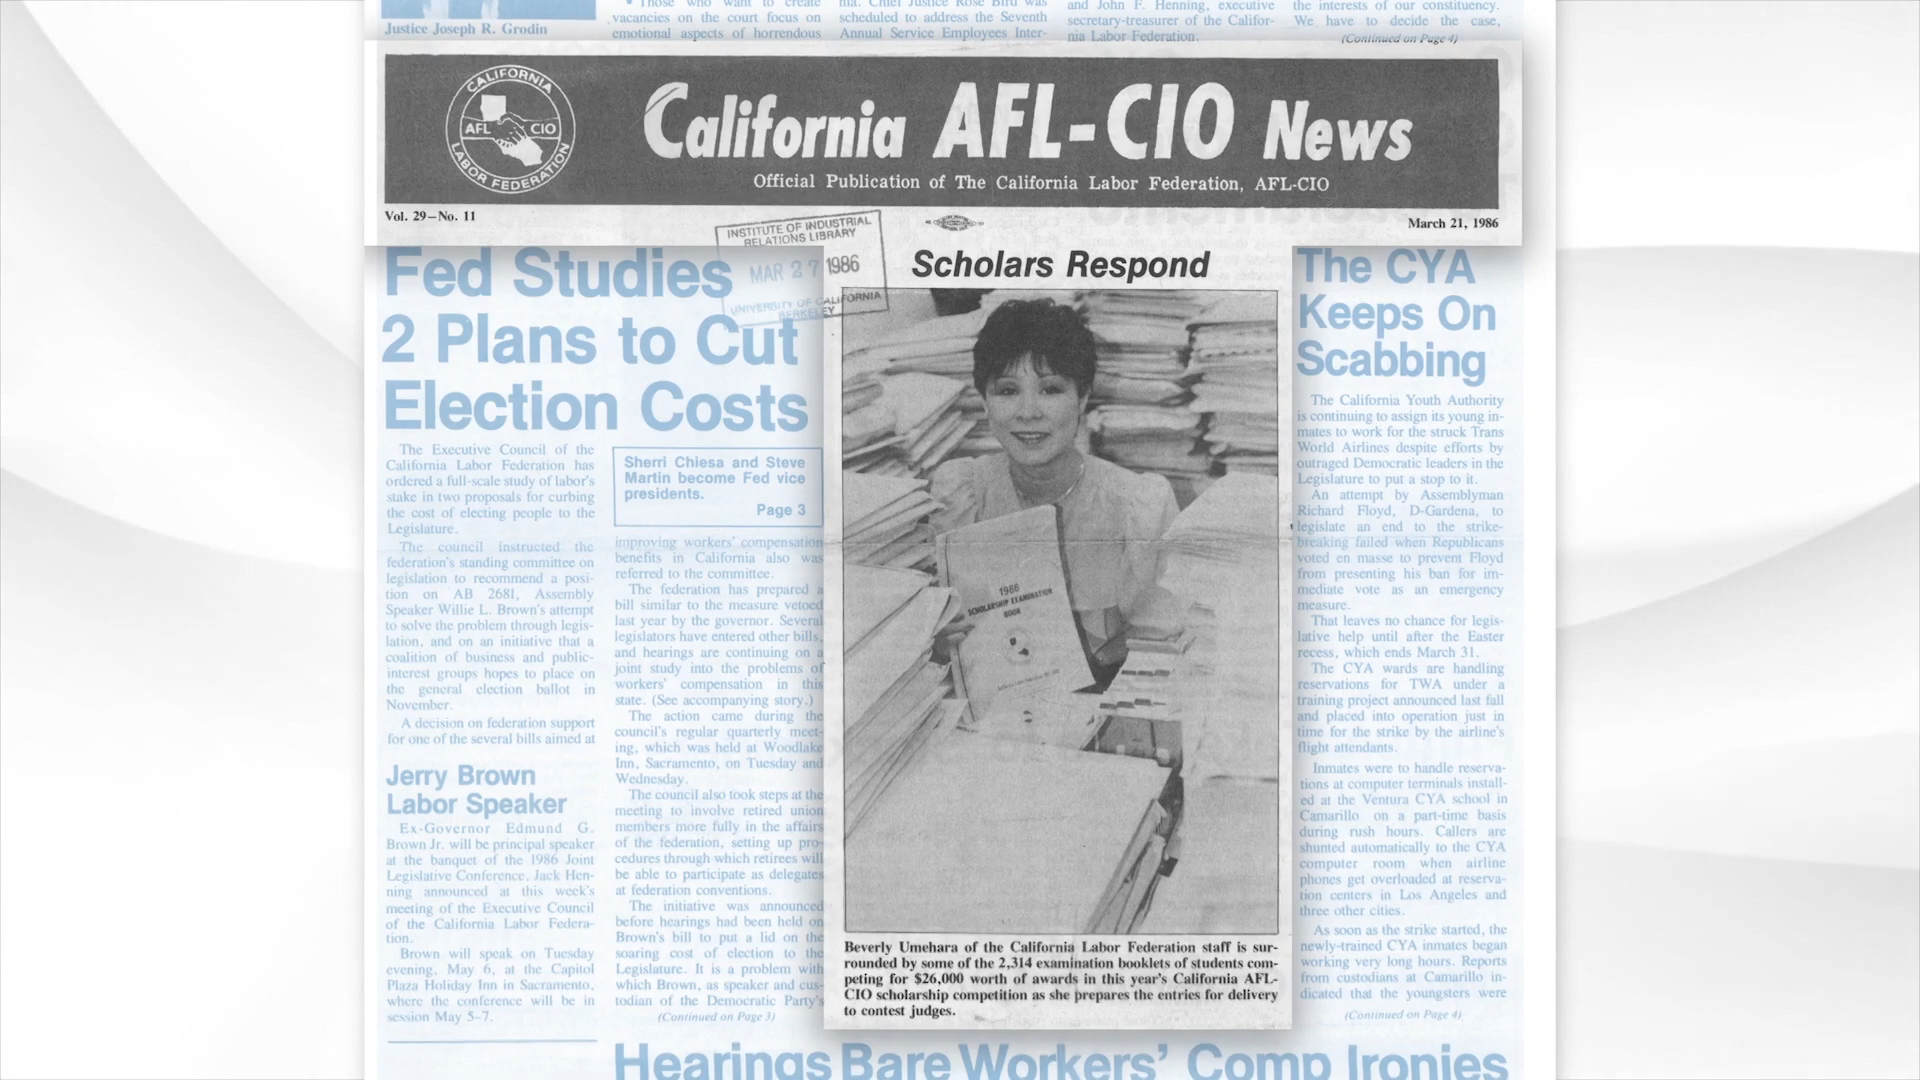 Justice Joseph R. Grodin
• Those who want to create
vacancies on the court focus on
emotional aspects of horrendous
nia. Chief Justice Rose Bird was
scheduled to address the Seventh
Annual Service Employees Inter-
and John F. Henning, executive
secretary-treasurer of the Califor-
nia Labor Federation.
the interests of our constituency.
We have to decide the case,
(Continued on Page 4)
CALIFORNIA
AFL CIO
LABOR FEDERATION
California AFL-CIO News
Official Publication of The California Labor Federation, AFL-CIO
Vol. 29—No. 11
March 21, 1986
INSTITUTE OF INDUSTRIAL
RELATIONS LIBRARY
MAR 27 1986
UNIVERSITY OF CALIFORNIA
BERKELEY
Fed Studies
2 Plans to Cut
Election Costs
The Executive Council of the
California Labor Federation has
ordered a full-scale study of labor's
stake in two proposals for curbing
the cost of electing people to the
Legislature.
The council instructed the
federation's standing committee on
legislation to recommend a posi-
tion on AB 2681, Assembly
Speaker Willie L. Brown's attempt
to solve the problem through legis-
lation, and on an initiative that a
coalition of business and public-
interest groups hopes to place on
the general election ballot in
November.
A decision on federation support
for one of the several bills aimed at
Jerry Brown
Labor Speaker
Ex-Governor Edmund G.
Brown Jr. will be principal speaker
at the banquet of the 1986 Joint
Legislative Conference, Jack Hen-
ning announced at this week's
meeting of the Executive Council
of the California Labor Federa-
tion.
Brown will speak on Tuesday
evening, May 6, at the Capitol
Plaza Holiday Inn in Sacramento,
where the conference will be in
session May 5-7.
Sherri Chiesa and Steve
Martin become Fed vice
presidents.
Page 3
improving workers' compensation
benefits in California also was
referred to the committee.
The federation has prepared a
bill similar to the measure vetoed
last year by the governor. Several
legislators have entered other bills,
and hearings are continuing on a
joint study into the problems of
workers' compensation in this
state. (See accompanying story.)
The action came during the
council's regular quarterly meet-
ing, which was held at Woodlake
Inn, Sacramento, on Tuesday and
Wednesday.
The council also took steps at the
meeting to involve retired union
members more fully in the affairs
of the federation, setting up pro-
cedures through which retirees will
be able to participate as delegates
at federation conventions.
The initiative was announced
before hearings had been held on
Brown's bill to put a lid on the
soaring cost of election to the
Legislature. It is a problem with
which Brown, as speaker and cus-
todian of the Democratic Party's
(Continued on Page 3)
Scholars Respond
1986
SCHOLARSHIP EXAMINATION
BOOK
Beverly Umehara of the California Labor Federation staff is sur-
rounded by some of the 2,314 examination booklets of students com-
peting for $26,000 worth of awards in this year's California AFL-
CIO scholarship competition as she prepares the entries for delivery
to contest judges.
The CYA
Keeps On
Scabbing
The California Youth Authority
is continuing to assign its young in-
mates to work for the struck Trans
World Airlines despite efforts by
outraged Democratic leaders in the
Legislature to put a stop to it.
An attempt by Assemblyman
Richard Floyd, D-Gardena, to
legislate an end to the strike-
breaking failed when Republicans
voted en masse to prevent Floyd
from presenting his ban for im-
mediate vote as an emergency
measure.
That leaves no chance for legis-
lative help until after the Easter
recess, which ends March 31.
The CYA wards are handling
reservations for TWA under a
training project announced last fall
and placed into operation just in
time for the strike by the airline's
flight attendants.
Inmates were to handle reserva-
tions at computer terminals install-
ed at the Ventura CYA school in
Camarillo on a part-time basis
during rush hours. Callers are
shunted automatically to the CYA
computer room when airline
phones get overloaded at reserva-
tion centers in Los Angeles and
three other cities.
As soon as the strike started, the
newly-trained CYA inmates began
working very long hours. Reports
from custodians at Camarillo in-
dicated that the youngsters were
(Continued on Page 4)
Hearings Bare Workers' Comp Ironies